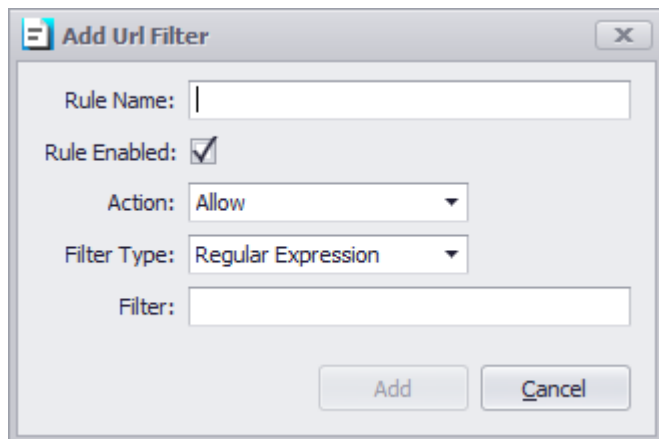 Add Url Filter
Rule Name:
Rule Enabled:
Action: Allow
Filter Type: Regular Expression
Filter:
Add Cancel